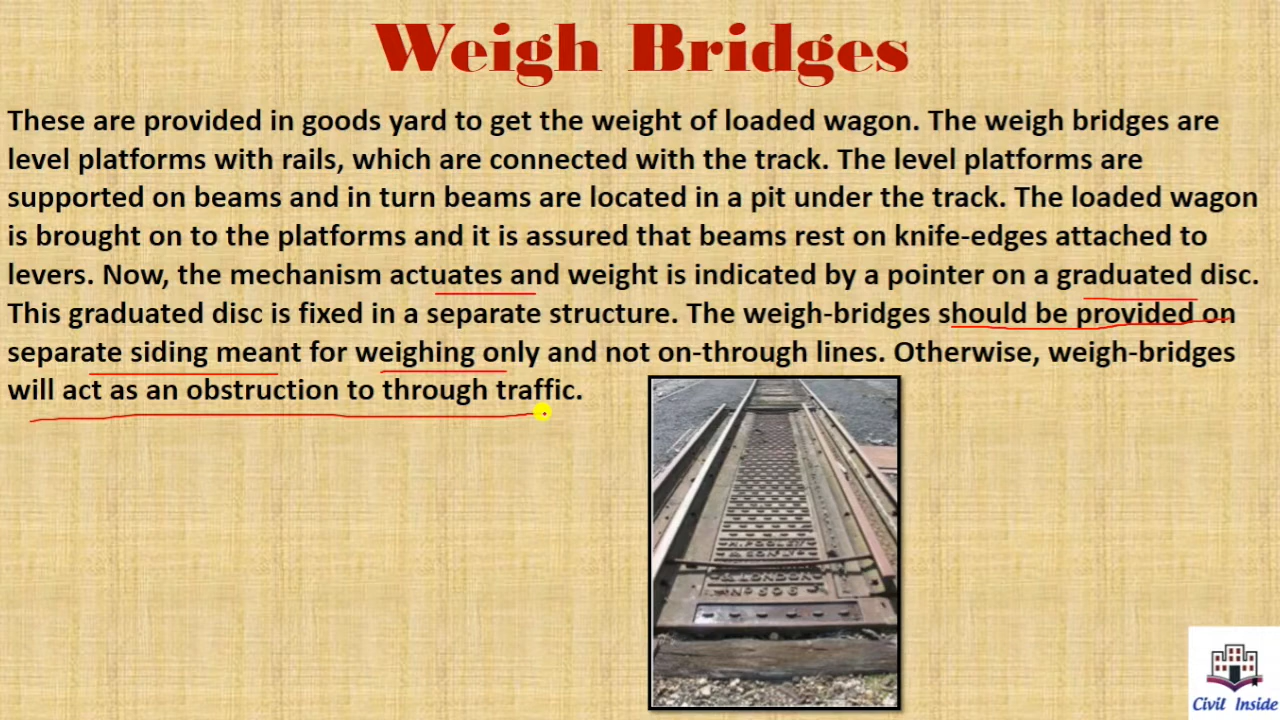 Weigh Bridges
These are provided in goods yard to get the weight of loaded wagon. The weigh bridges are
level platforms with rails, which are connected with the track. The level platforms are
supported on beams and in turn beams are located in a pit under the track. The loaded wagon
is brought on to the platforms and it is assured that beams rest on knife-edges attached to
levers. Now, the mechanism actuates and weight is indicated by a pointer on a graduated disc.
This graduated disc is fixed in a separate structure. The weigh-bridges should be provided on
separate siding meant for weighing only and not on-through lines. Otherwise, weigh-bridges
will act as an obstruction to through traffic.
H. POOLEY
& SON LTD
LONDON
No 506
Civil Inside